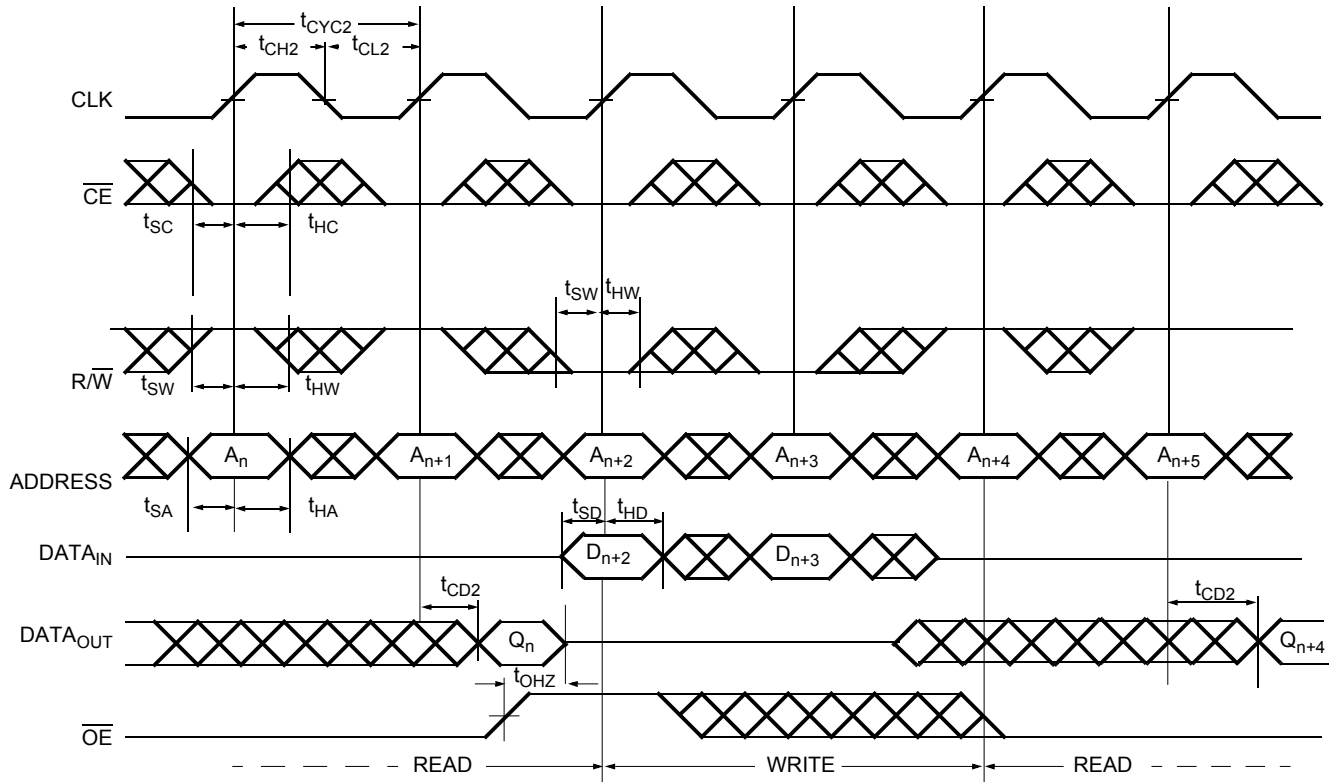 tCYC2
tCH2 tCL2
CLK
CE
tSC tHC
tSW tHW
R/W
tSW tHW
An An+1 An+2 An+3 An+4 An+5
ADDRESS
tSA tHA tSD tHD
DATAIN Dn+2 Dn+3
tCD2 tCD2
DATAOUT Qn Qn+4
tOHZ
OE
READ WRITE READ